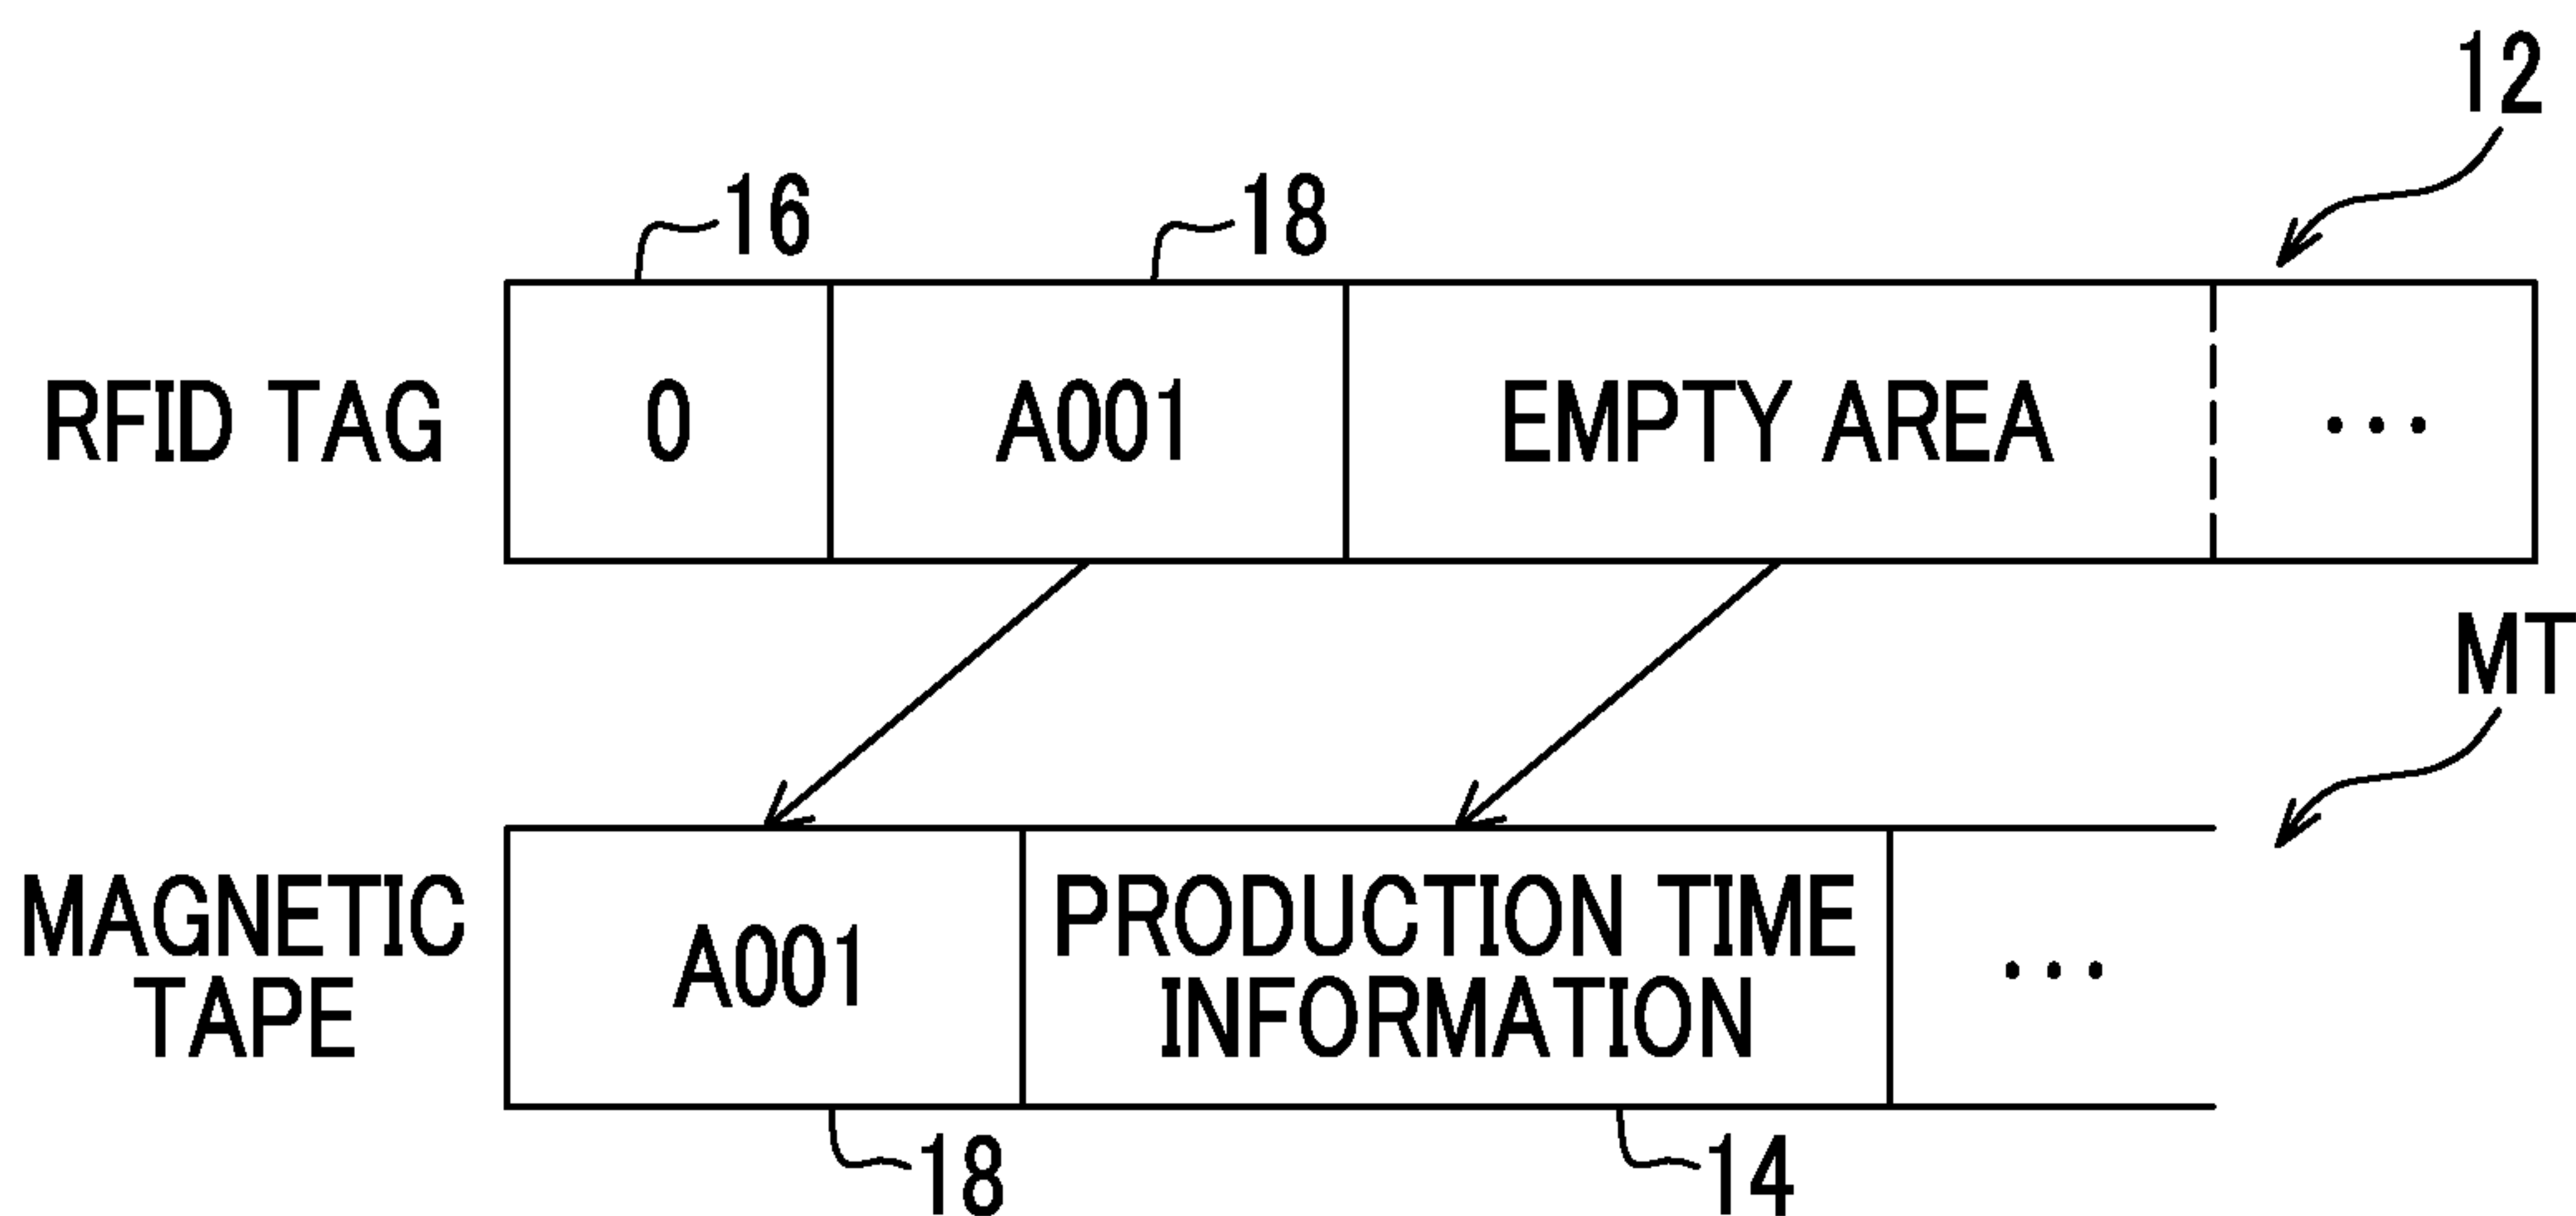 12
16
18
RFID TAG
0
A001
EMPTY AREA
...
MT
MAGNETIC
TAPE
A001
PRODUCTION TIME
INFORMATION
...
18
14